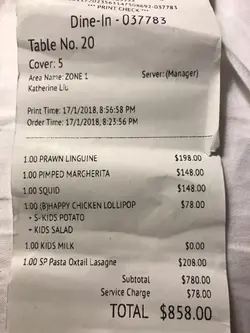 *** PRINT CHECK ***
Dine-In - 037783
Table No. 20
Cover: 5
Area Name: ZONE 1 Server: (Manager)
Katherine Liu
Print Time: 17/1/2018, 8:56:58 PM
Order Time: 17/1/2018, 8:23:56 PM
1.00 PRAWN LINGUINE $198.00
1.00 PIMPED MARGHERITA $148.00
1.00 SQUID $148.00
1.00 (B)HAPPY CHICKEN LOLLIPOP $78.00
+ S-KIDS POTATO
+ KIDS SALAD
1.00 KIDS MILK $0.00
1.00 SP Pasta Oxtail Lasagne $208.00
Subtotal $780.00
Service Charge $78.00
TOTAL $858.00